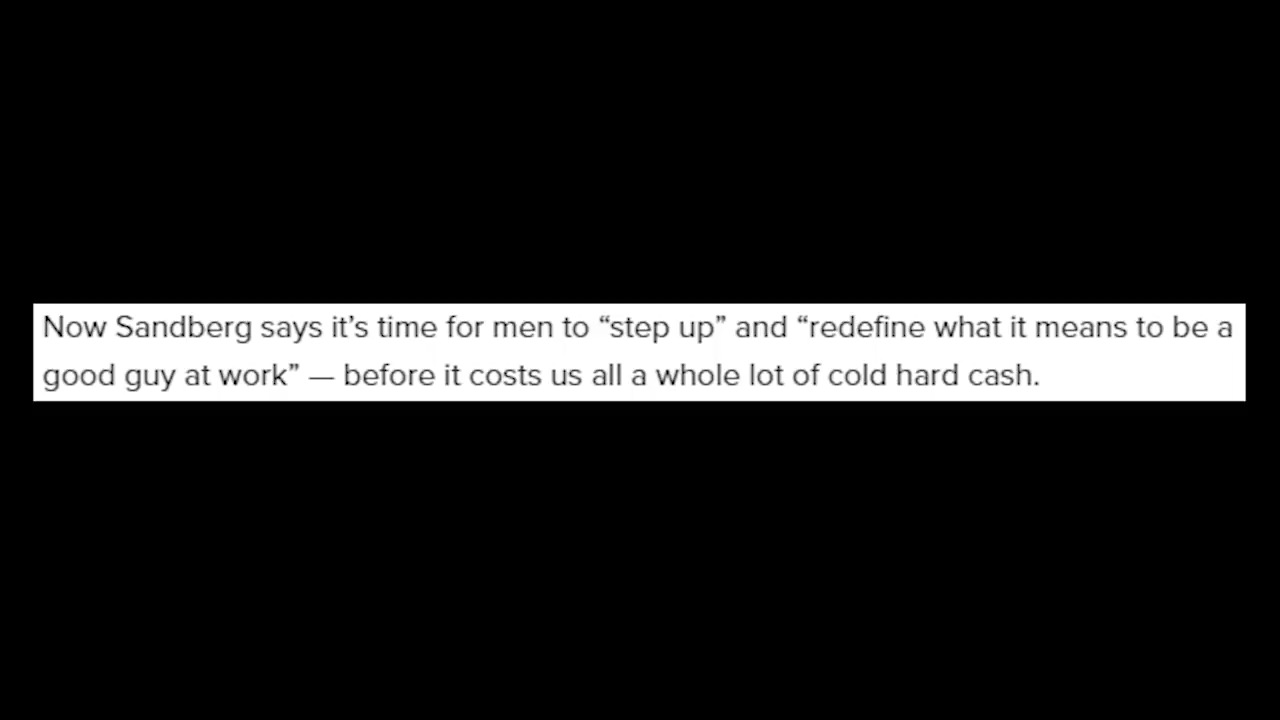 Now Sandberg says it’s time for men to “step up” and “redefine what it means to be a
good guy at work” — before it costs us all a whole lot of cold hard cash.